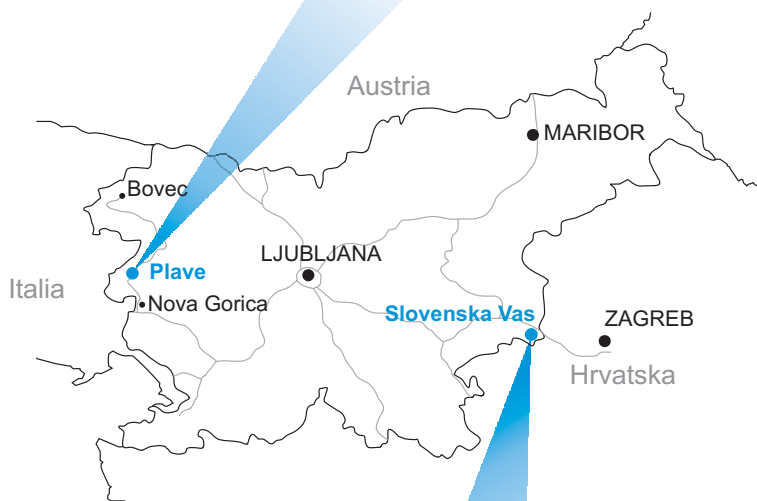 Austria
MARIBOR
Bovec
LJUBLJANA
Plave
Italia
Nova Gorica
Slovenska Vas
ZAGREB
Hrvatska